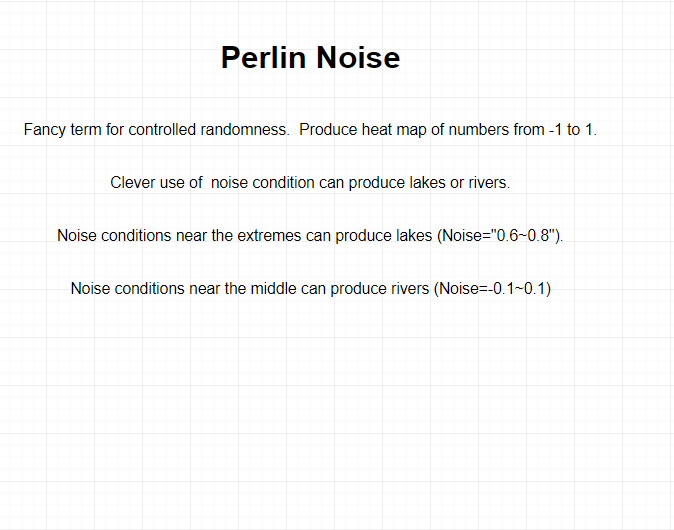 Perlin Noise
Fancy term for controlled randomness.  Produce heat map of numbers from -1 to 1.
Clever use of  noise condition can produce lakes or rivers.
Noise conditions near the extremes can produce lakes (Noise="0.6~0.8").
Noise conditions near the middle can produce rivers (Noise=-0.1~0.1)